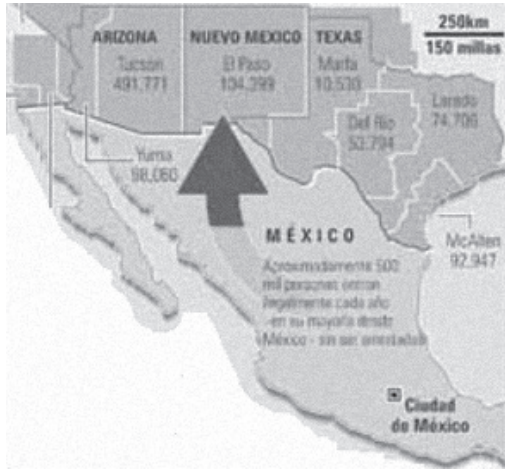 250km
150 millas
ARIZONA
NUEVO MEXICO
TEXAS
Tucson
491.771
El Paso
104.399
Marfa
10.530
Laredo
74.706
Del Rio
53.794
Yuma
98.060
McAllen
92.947
MÉXICO
Aproximadamente 500
mil personas entran
ilegalmente cada año
-en su mayoría desde
México - sin ser arrestadas
Ciudad
de México